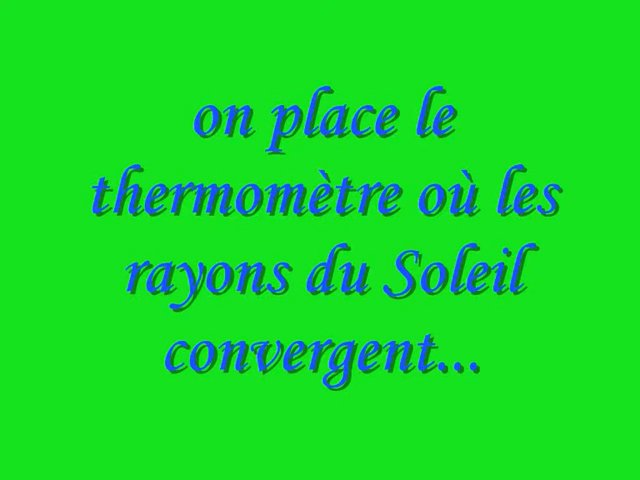 on place le
thermomètre où les
rayons du Soleil
convergent...